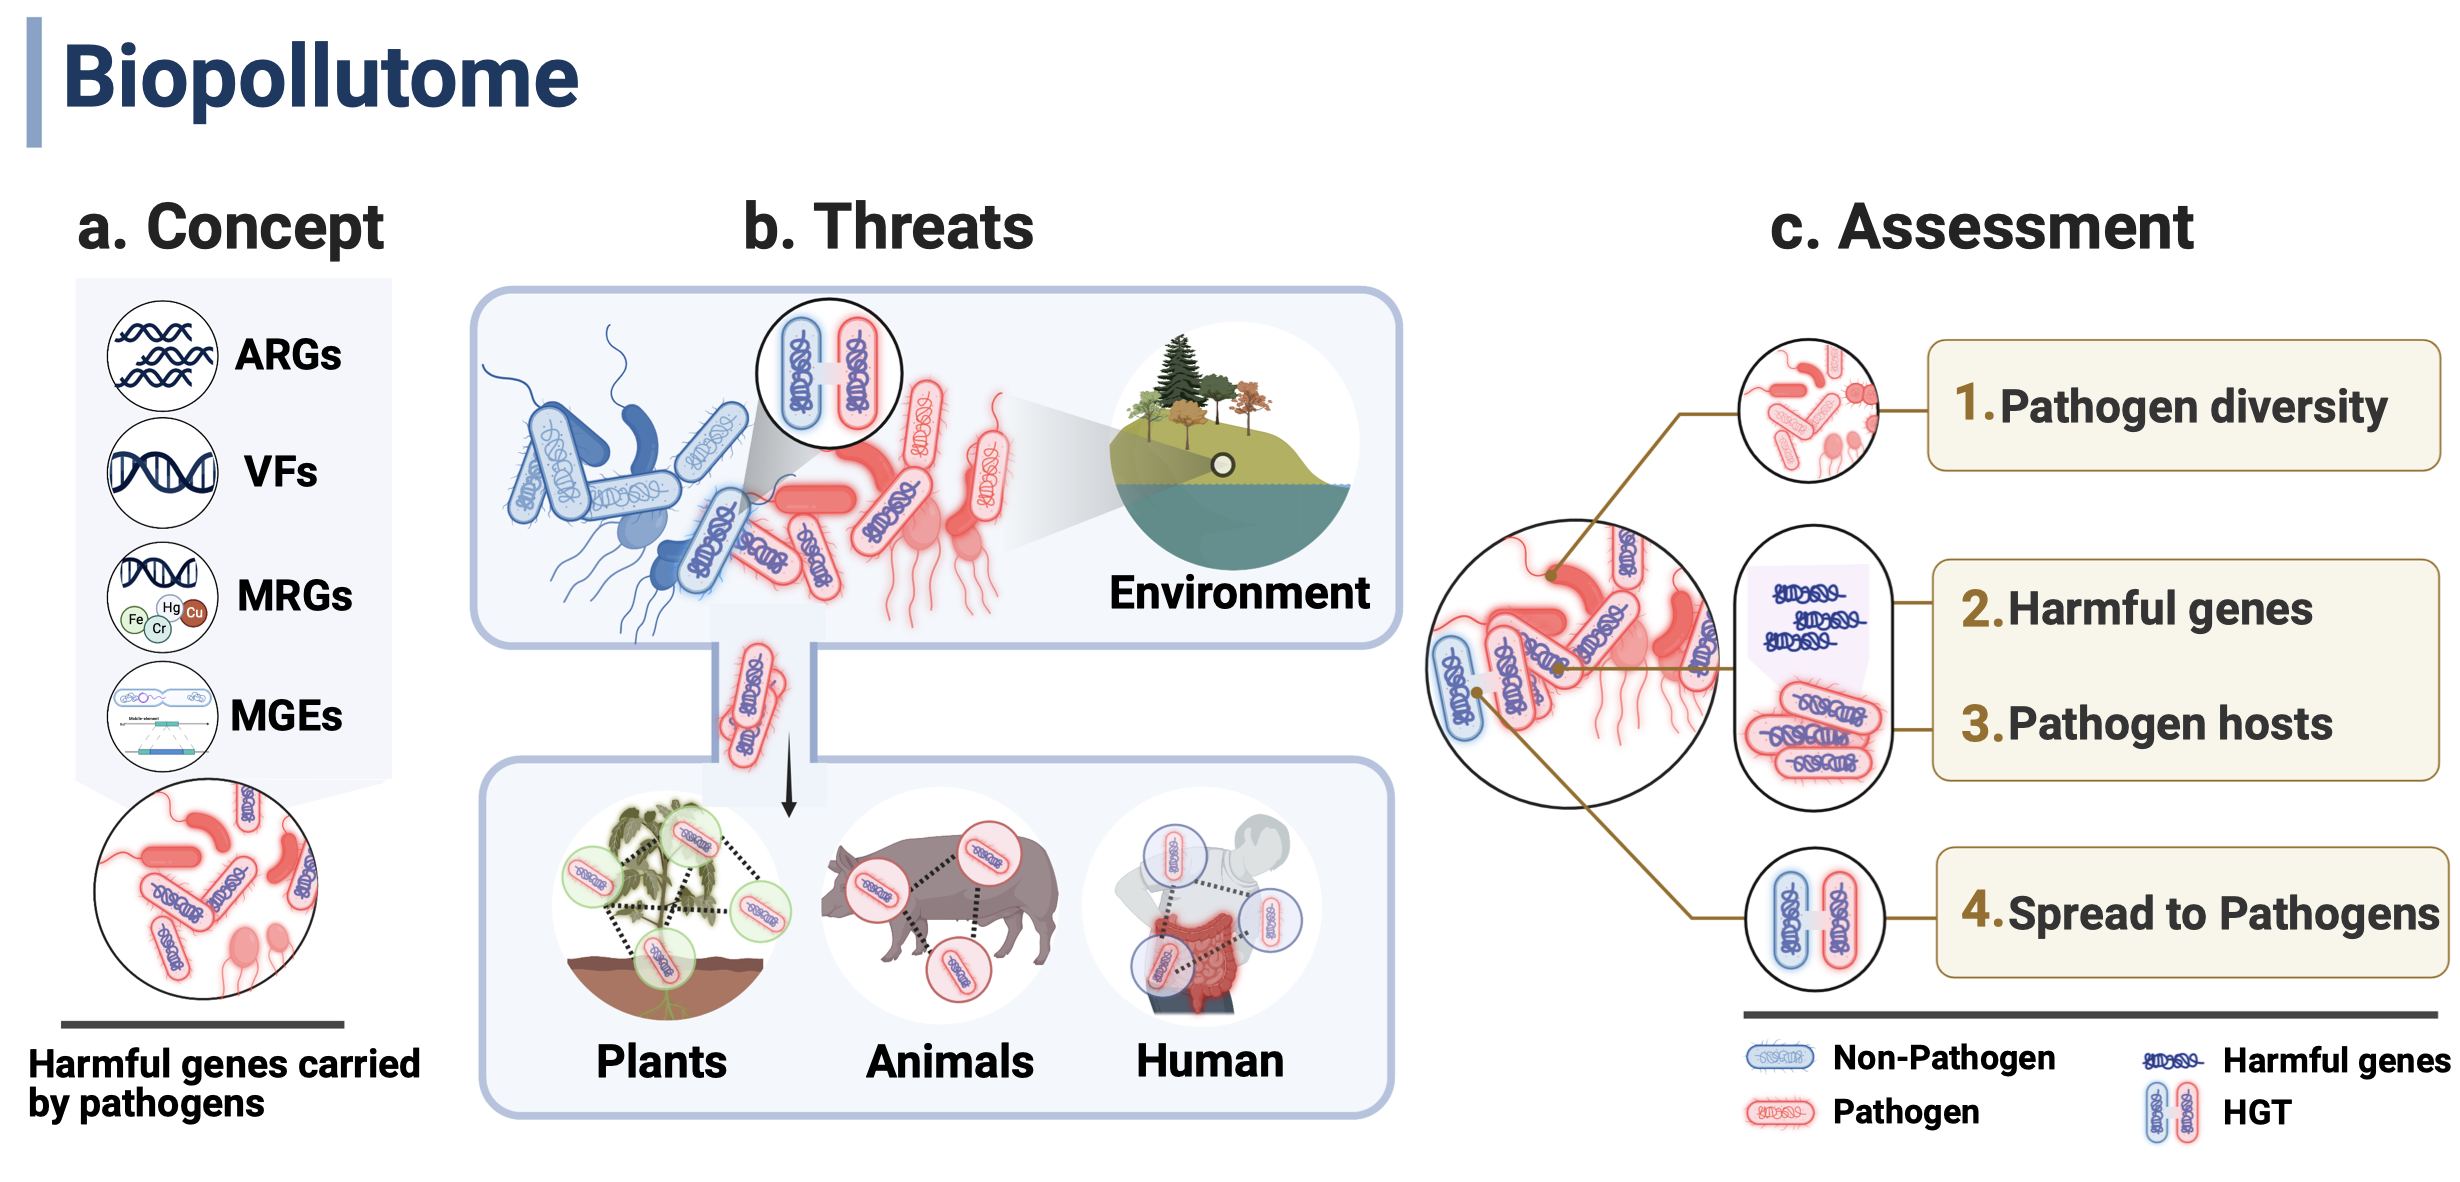 Biopollutome
a. Concept
ARGs
VFs
MRGs
Fe
Hg
Cu
Cr
MGEs
Mobile-element
Harmful genes carried
by pathogens
b. Threats
Environment
Plants
Animals
Human
c. Assessment
1. Pathogen diversity
2. Harmful genes
3. Pathogen hosts
4. Spread to Pathogens
Non-Pathogen
Harmful genes
Pathogen
HGT